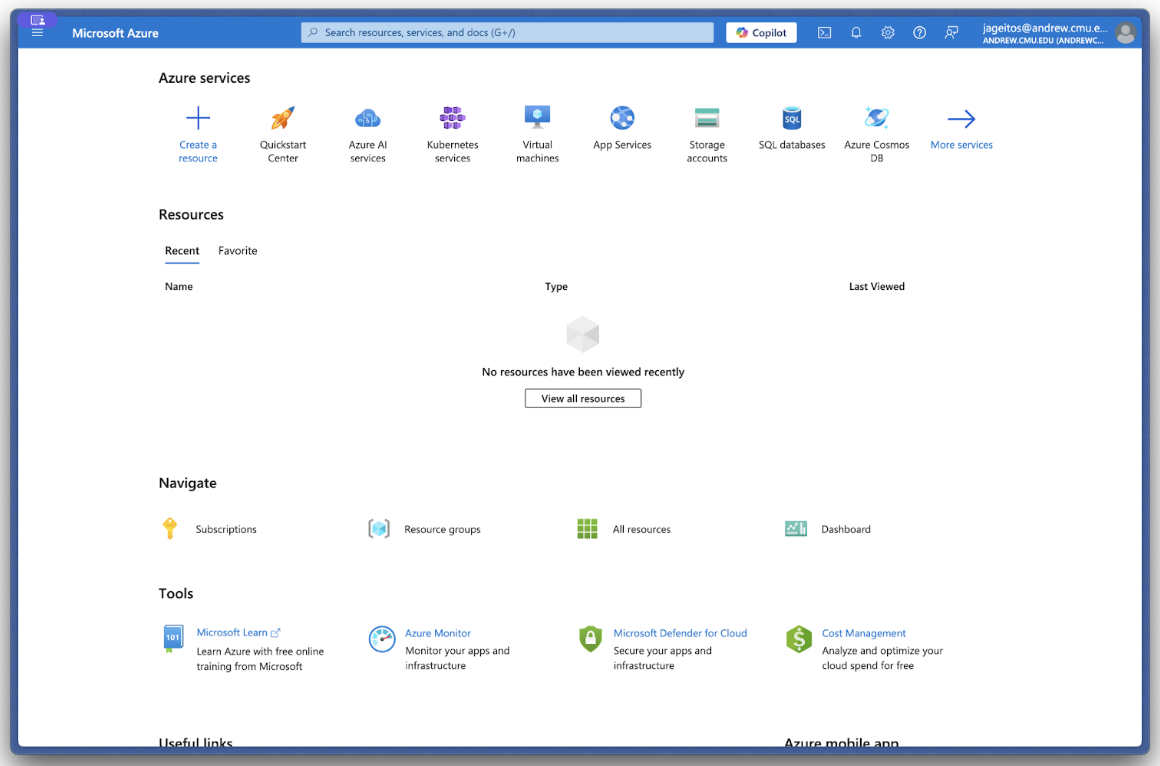 Microsoft Azure
Search resources, services, and docs (G+/)
Copilot
jageitos@andrew.cmu.e...
ANDREW.CMU.EDU (ANDREWC...
Azure services
Create a
resource
Quickstart
Center
Azure AI
services
Kubernetes
services
Virtual
machines
App Services
Storage
accounts
SQL
SQL databases
Azure Cosmos
DB
More services
Resources
Recent
Favorite
Name
Type
Last Viewed
No resources have been viewed recently
View all resources
Navigate
Subscriptions
Resource groups
All resources
Dashboard
Tools
101
Microsoft Learn
Learn Azure with free online
training from Microsoft
Azure Monitor
Monitor your apps and
infrastructure
Microsoft Defender for Cloud
Secure your apps and
infrastructure
Cost Management
Analyze and optimize your
cloud spend for free
Useful links
Azure mobile app